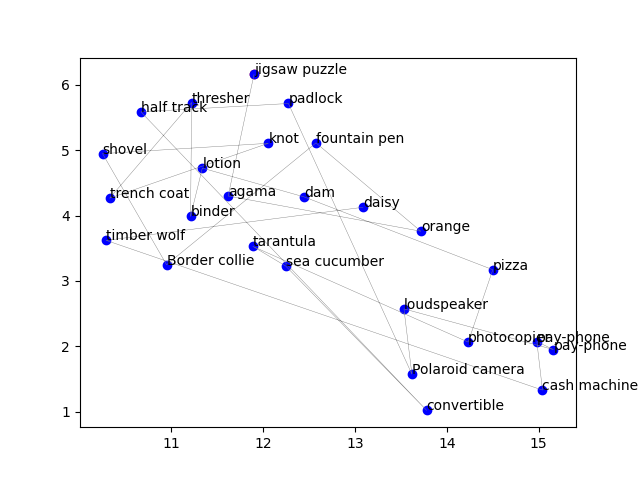 jigsaw puzzle
6
thresher
padlock
half track
knot
fountain pen
5
shovel
lotion
trench coat
agama
dam
daisy
4
binder
orange
timber wolf
tarantula
Border collie
sea cucumber
pizza
3
loudspeaker
photocopier
pay-phone
pay-phone
2
Polaroid camera
cash machine
convertible
1
11 12 13 14 15